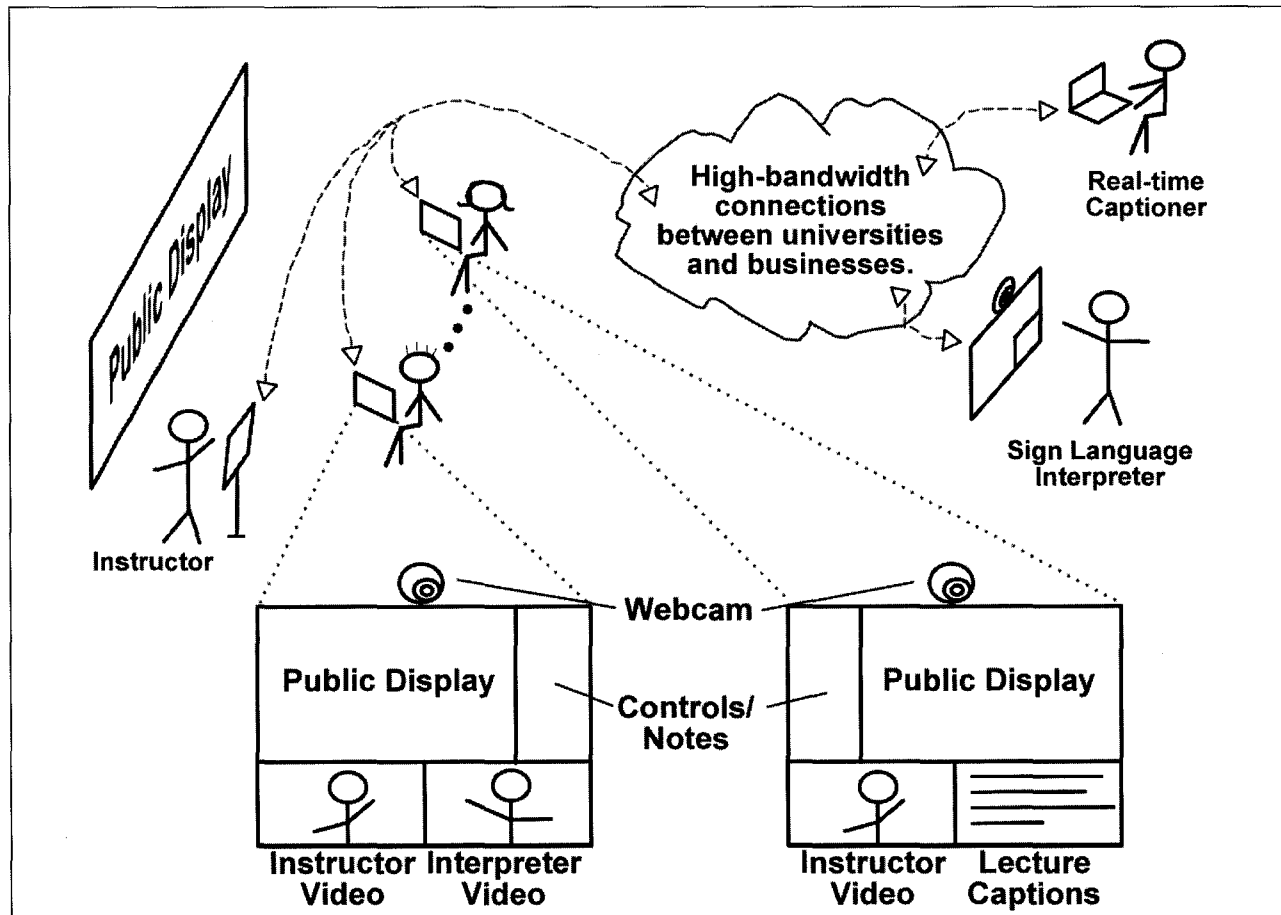 Public Display
High-bandwidth
connections
between universities
and businesses.
Real-time
Captioner
Sign Language
Interpreter
Instructor
Webcam
Public Display
Controls/
Notes
Public Display
Instructor
Video
Interpreter
Video
Instructor
Video
Lecture
Captions